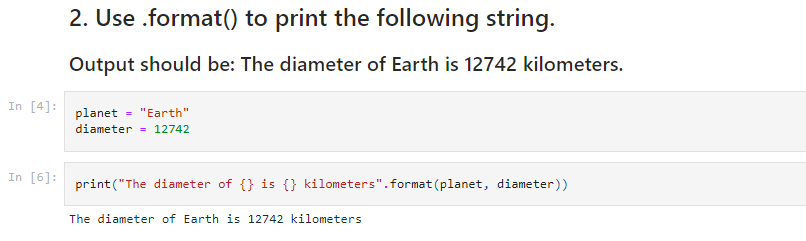 2. Use .format() to print the following string.
Output should be: The diameter of Earth is 12742 kilometers.
In [4]:
planet = "Earth"
diameter = 12742
In [6]:
print("The diameter of {} is {} kilometers".format(planet, diameter))
The diameter of Earth is 12742 kilometers